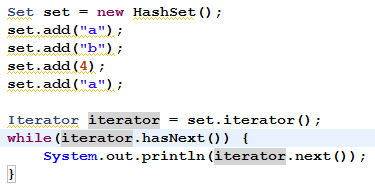 Set set = new HashSet();
set.add("a");
set.add("b");
set.add(4);
set.add("a");
Iterator iterator = set.iterator();
while(iterator.hasNext()) {
System.out.println(iterator.next());
}